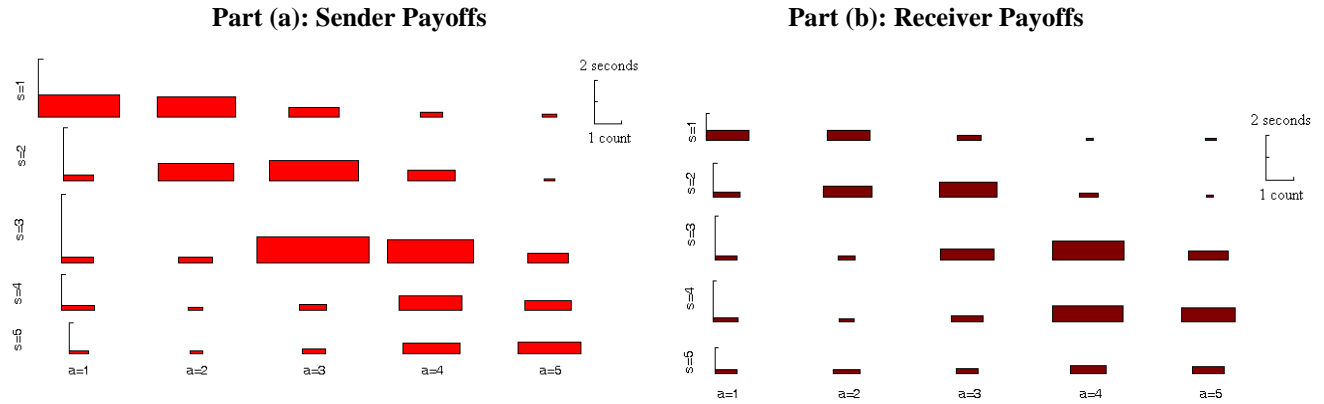 Part (a): Sender Payoffs
s=1
s=2
s=3
s=4
s=5
a=1 a=2 a=3 a=4 a=5
2 seconds
1 count
Part (b): Receiver Payoffs
s=1
s=2
s=3
s=4
s=5
a=1 a=2 a=3 a=4 a=5
2 seconds
1 count